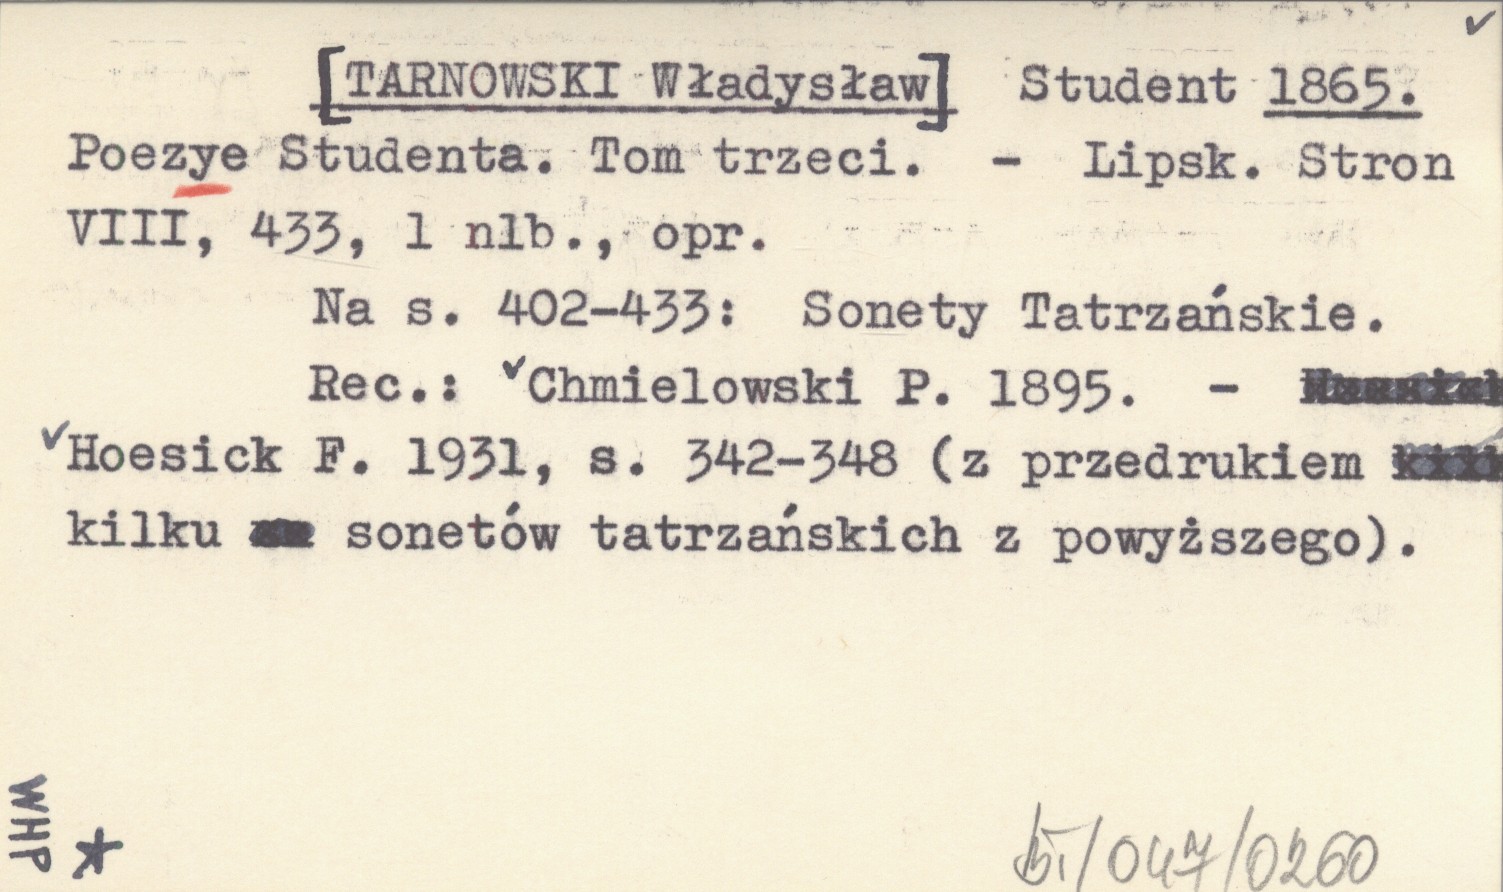 [TARNOWSKI Władysław] Student 1865.
Poezye Studenta. Tom trzeci. - Lipsk. Stron
VIII, 433, 1 nlb., opr.
Na s. 402-433: Sonety Tatrzańskie.
Rec.: ✓Chmielowski P. 1895. -
✓Hoesick F. 1931, s. 342-348 (z przedrukiem
kilku sonetów tatrzańskich z powyższego).
WHP
/047/0260